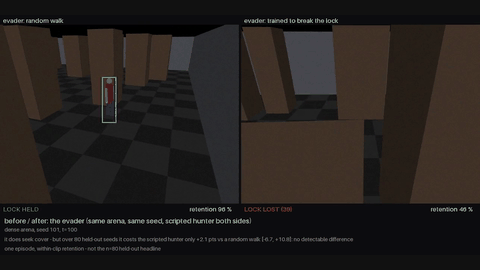 evader: random walk
evader: trained to break the lock
LOCK HELD
retention 96 %
LOCK LOST (39)
retention 46 %
before / after: the evader (same arena, same seed, scripted hunter both sides)
dense arena, seed 101, t=100
it does seek cover - but over 80 held-out seeds it costs the scripted hunter only +2.1 pts vs a random walk [-6.7, +10.8]: no detectable difference
one episode, within-clip retention - not the n=80 held-out headline